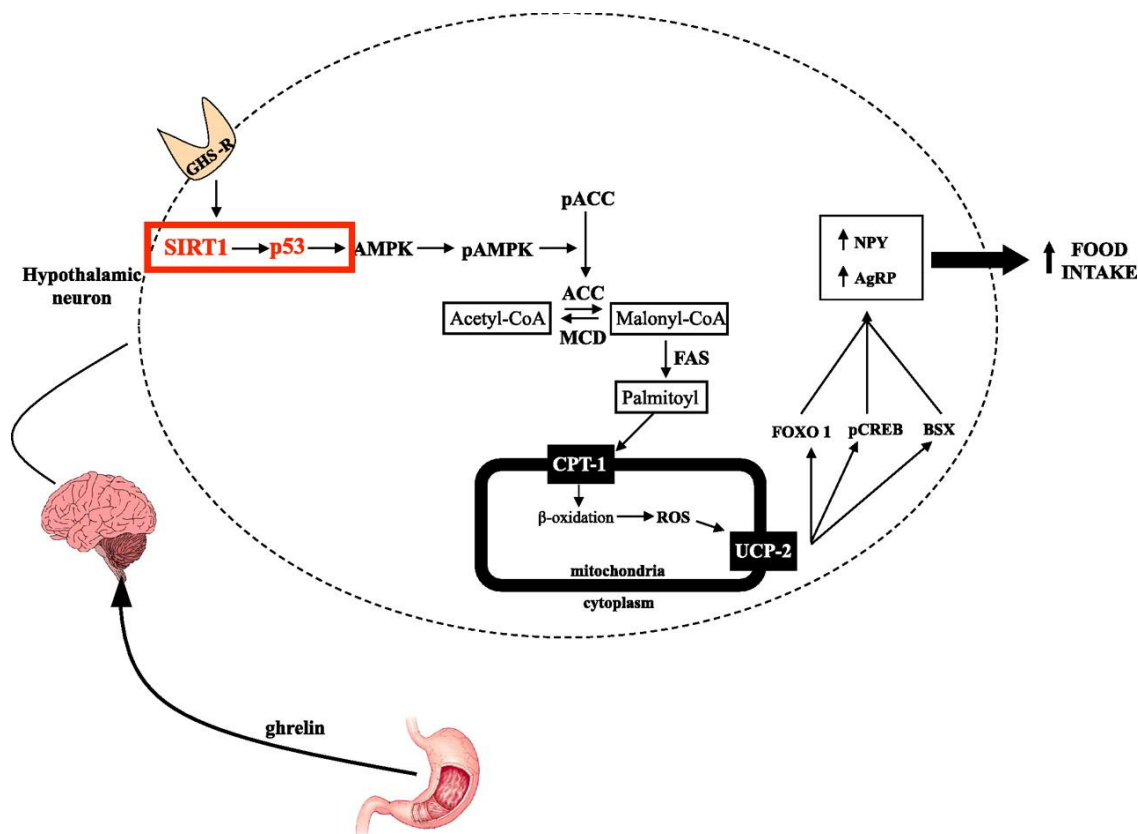 GHS-R
pACC
SIRT1
p53
AMPK
pAMPK
NPY
AgRP
FOOD
INTAKE
Hypothalamic
neuron
ACC
Acetyl-CoA
Malonyl-CoA
MCD
FAS
Palmitoyl
FOXO 1
pCREB
BSX
CPT-1
β-oxidation
ROS
UCP-2
mitochondria
cytoplasm
ghrelin